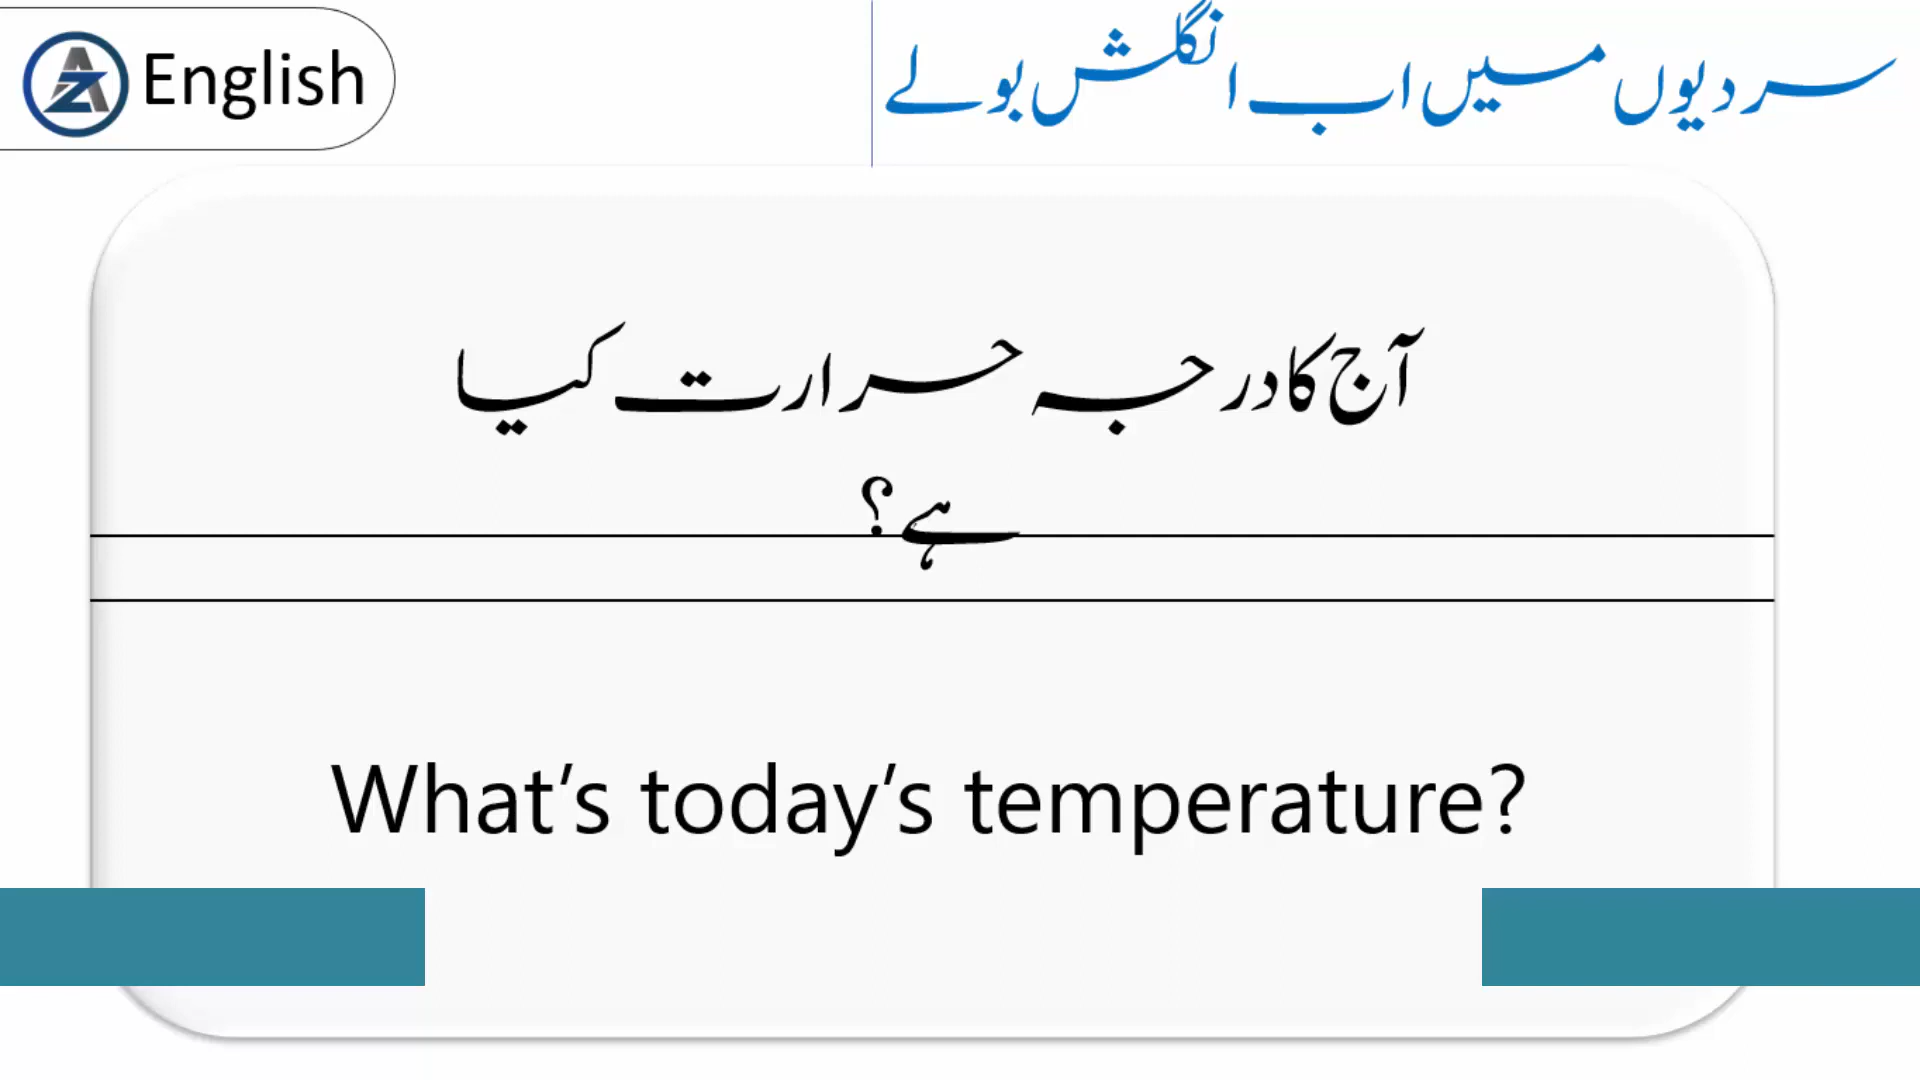 English
سردیوں میں اب انگلش بولے
آج کا درجہ حرارت کیا
ہے؟
What’s today’s temperature?